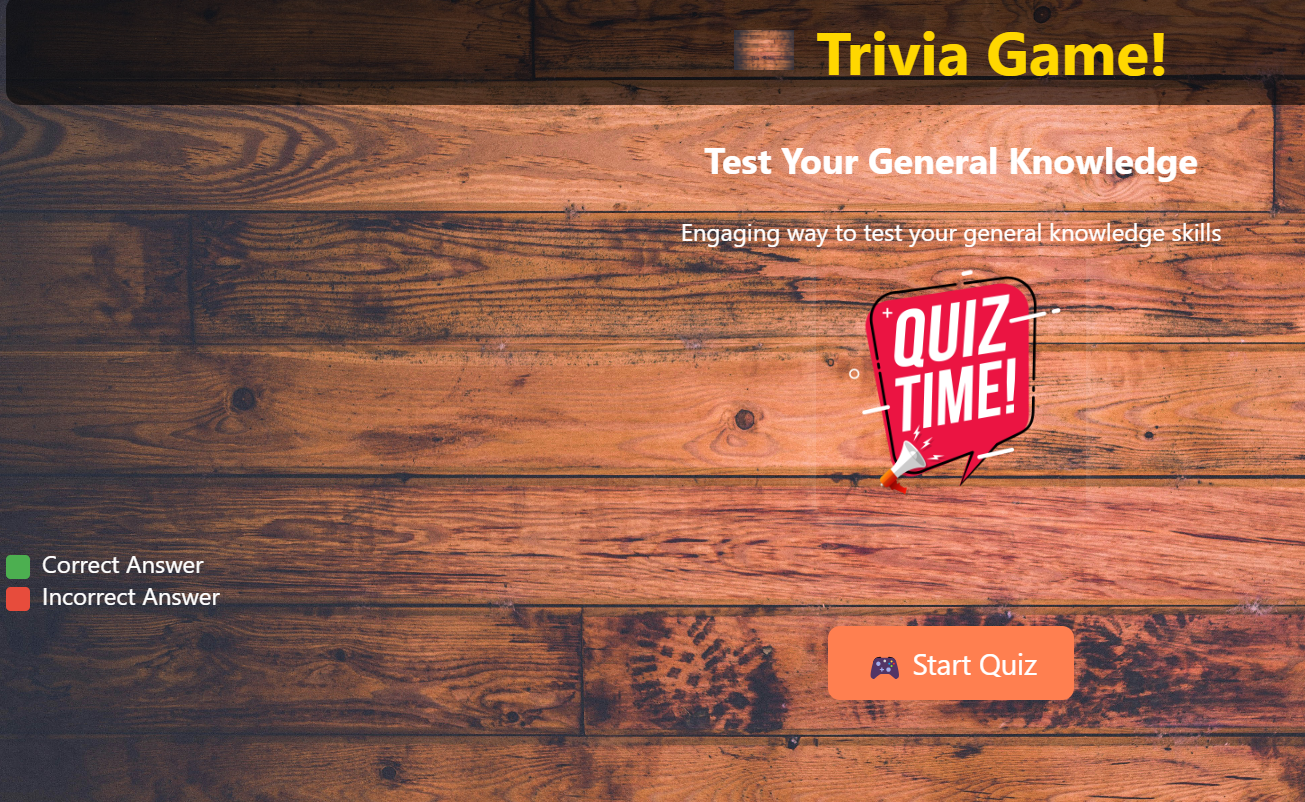 Trivia Game!
Test Your General Knowledge
Engaging way to test your general knowledge skills
QUIZ
TIME!
Correct Answer
Incorrect Answer
Start Quiz